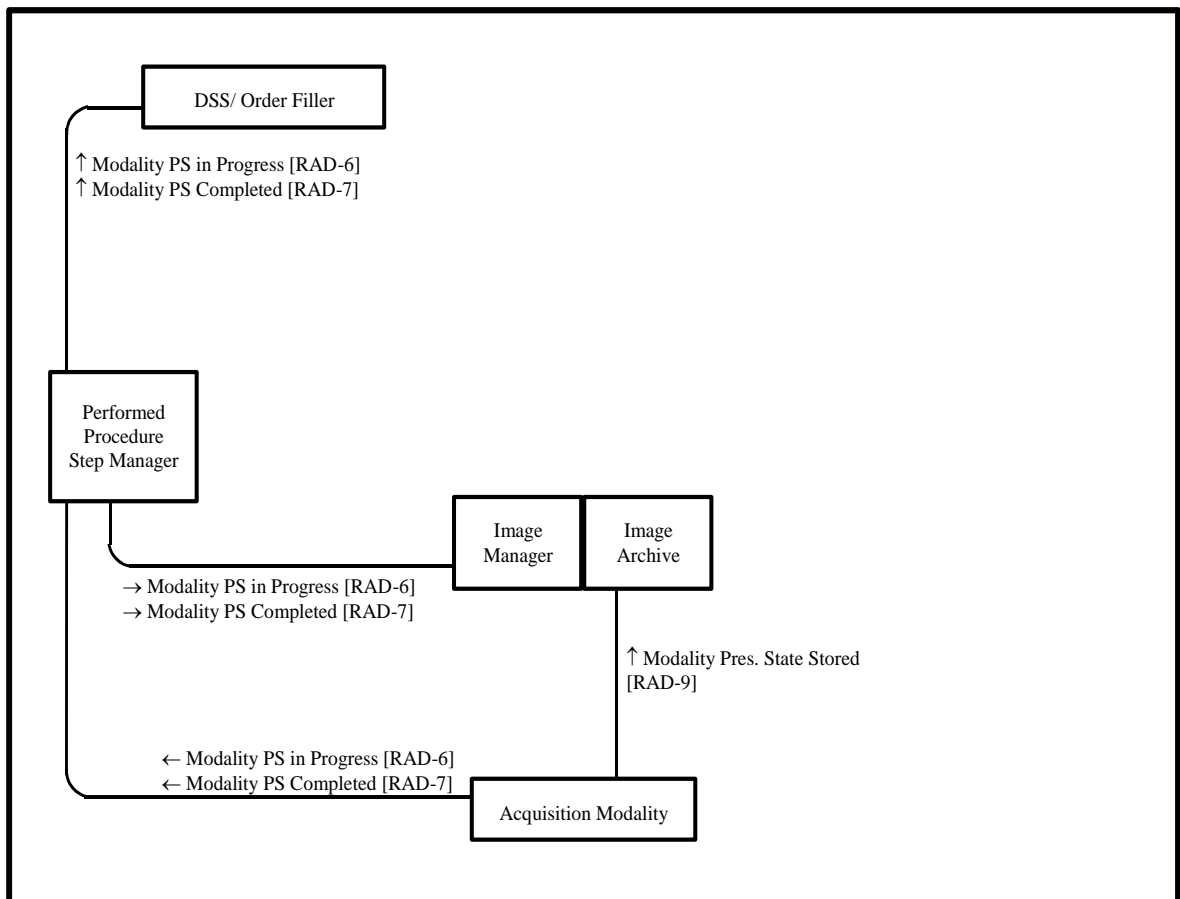 DSS/ Order Filler
↑ Modality PS in Progress [RAD-6]
↑ Modality PS Completed [RAD-7]
Performed
Procedure
Step Manager
Image
Manager
Image
Archive
→ Modality PS in Progress [RAD-6]
→ Modality PS Completed [RAD-7]
↑ Modality Pres. State Stored
[RAD-9]
← Modality PS in Progress [RAD-6]
← Modality PS Completed [RAD-7]
Acquisition Modality